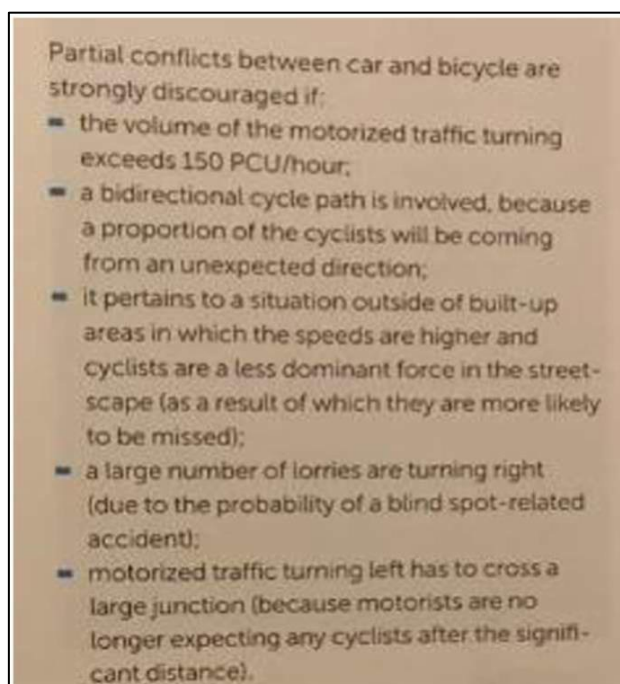 Partial conflicts between car and bicycle are
strongly discouraged if:
- the volume of the motorized traffic turning
exceeds 150 PCU/hour;
- a bidirectional cycle path is involved, because
a proportion of the cyclists will be coming
from an unexpected direction;
- it pertains to a situation outside of built-up
areas in which the speeds are higher and
cyclists are a less dominant force in the street-
scape (as a result of which they are more likely
to be missed);
- a large number of lorries are turning right
(due to the probability of a blind spot-related
accident);
- motorized traffic turning left has to cross a
large junction (because motorists are no
longer expecting any cyclists after the signifi-
cant distance).